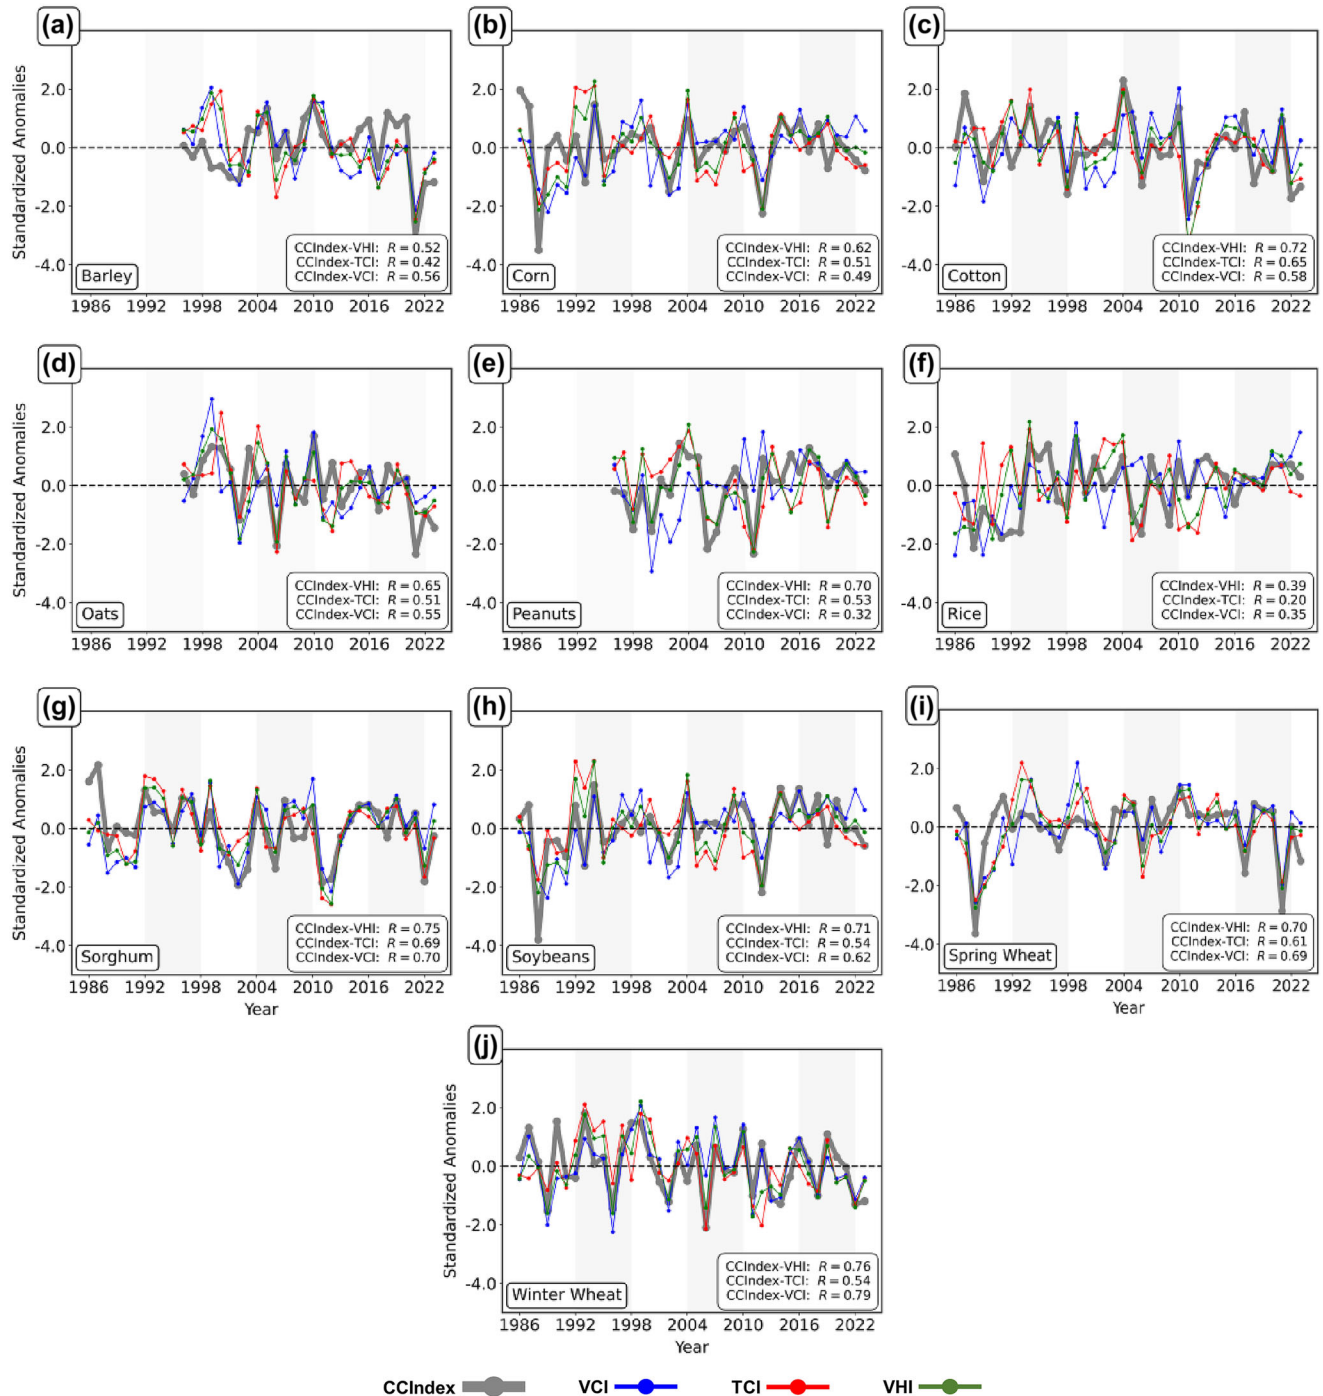 (a)
(b)
(c)
Standardized Anomalies
2.0
0.0
-2.0
-4.0
CCIndex-VHI: R = 0.52
CCIndex-TCI: R = 0.42
CCIndex-VCI: R = 0.56
Barley
1986 1992 1998 2004 2010 2016 2022
2.0
0.0
-2.0
-4.0
CCIndex-VHI: R = 0.62
CCIndex-TCI: R = 0.51
CCIndex-VCI: R = 0.49
Corn
1986 1992 1998 2004 2010 2016 2022
2.0
0.0
-2.0
-4.0
CCIndex-VHI: R = 0.72
CCIndex-TCI: R = 0.65
CCIndex-VCI: R = 0.58
Cotton
1986 1992 1998 2004 2010 2016 2022
(d)
(e)
(f)
Standardized Anomalies
2.0
0.0
-2.0
-4.0
CCIndex-VHI: R = 0.65
CCIndex-TCI: R = 0.51
CCIndex-VCI: R = 0.55
Oats
1986 1992 1998 2004 2010 2016 2022
2.0
0.0
-2.0
-4.0
CCIndex-VHI: R = 0.70
CCIndex-TCI: R = 0.53
CCIndex-VCI: R = 0.32
Peanuts
1986 1992 1998 2004 2010 2016 2022
2.0
0.0
-2.0
-4.0
CCIndex-VHI: R = 0.39
CCIndex-TCI: R = 0.20
CCIndex-VCI: R = 0.35
Rice
1986 1992 1998 2004 2010 2016 2022
(g)
(h)
(i)
Standardized Anomalies
2.0
0.0
-2.0
-4.0
CCIndex-VHI: R = 0.75
CCIndex-TCI: R = 0.69
CCIndex-VCI: R = 0.70
Sorghum
1986 1992 1998 2004 2010 2016 2022
Year
2.0
0.0
-2.0
-4.0
CCIndex-VHI: R = 0.71
CCIndex-TCI: R = 0.54
CCIndex-VCI: R = 0.62
Soybeans
1986 1992 1998 2004 2010 2016 2022
2.0
0.0
-2.0
-4.0
CCIndex-VHI: R = 0.70
CCIndex-TCI: R = 0.61
CCIndex-VCI: R = 0.69
Spring Wheat
1986 1992 1998 2004 2010 2016 2022
Year
(j)
Standardized Anomalies
2.0
0.0
-2.0
-4.0
CCIndex-VHI: R = 0.76
CCIndex-TCI: R = 0.54
CCIndex-VCI: R = 0.79
Winter Wheat
1986 1992 1998 2004 2010 2016 2022
Year
CCIndex VCI TCI VHI